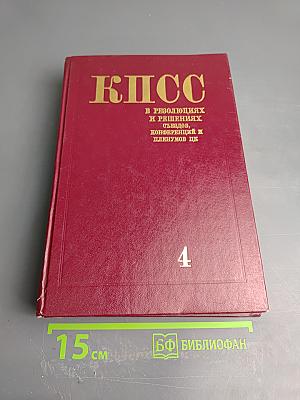 КПСС
В РЕЗОЛЮЦИЯХ
И РЕШЕНИЯХ
СЪЕЗДОВ,
КОНФЕРЕНЦИЙ И
ПЛЕНУМОВ ЦК
4
15 см БФ БИБЛИОФАН